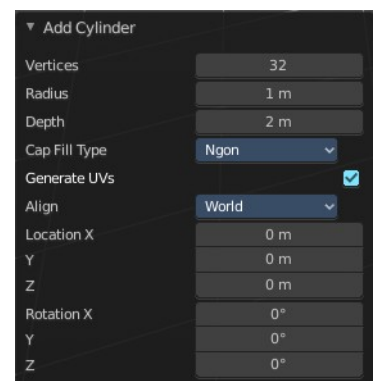 Add Cylinder
Vertices 32
Radius 1 m
Depth 2 m
Cap Fill Type Ngon
Generate UVs
Align World
Location X 0 m
Y 0 m
Z 0 m
Rotation X 0°
Y 0°
Z 0°